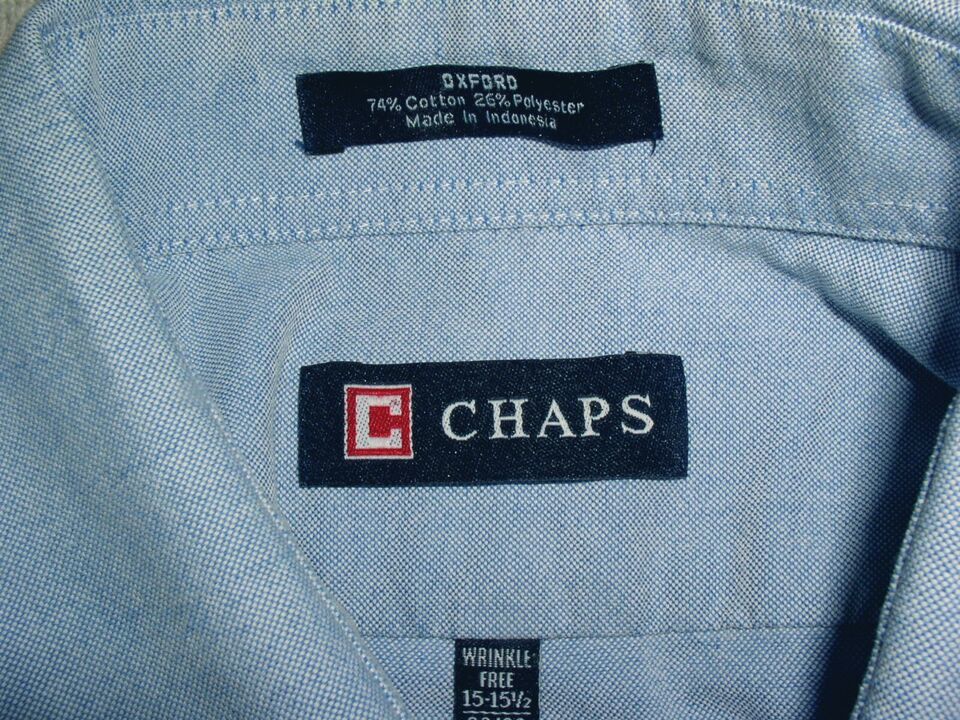 OXFORD
74% Cotton 26% Polyester
Made In Indonesia
C CHAPS
WRINKLE
FREE
15-15½